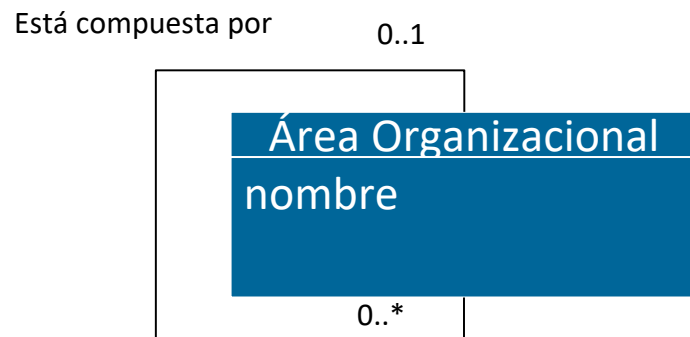 Está compuesta por
0..1
Área Organizacional
nombre
0..*